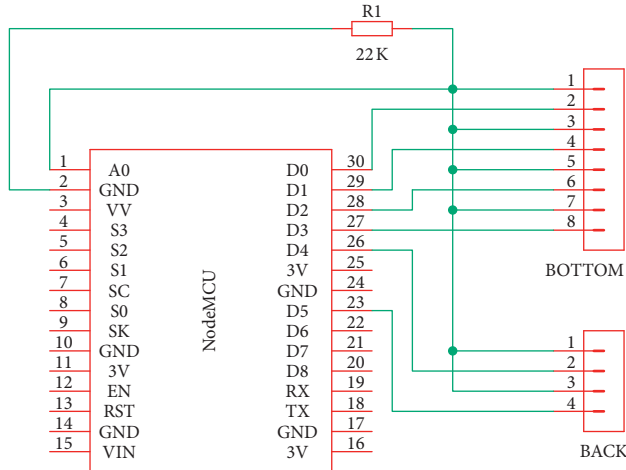 R1
22K
1 A0 D0 30
2 GND D1 29
3 VV D2 28
4 S3 D3 27
5 S2 D4 26
6 S1 3V 25
7 SC GND 24
8 S0 D5 23
9 SK D6 22
10 GND D7 21
11 3V D8 20
12 EN RX 19
13 RST TX 18
14 GND GND 17
15 VIN 3V 16
NodeMCU
1
2
3
4
5
6
7
8
BOTTOM
1
2
3
4
BACK